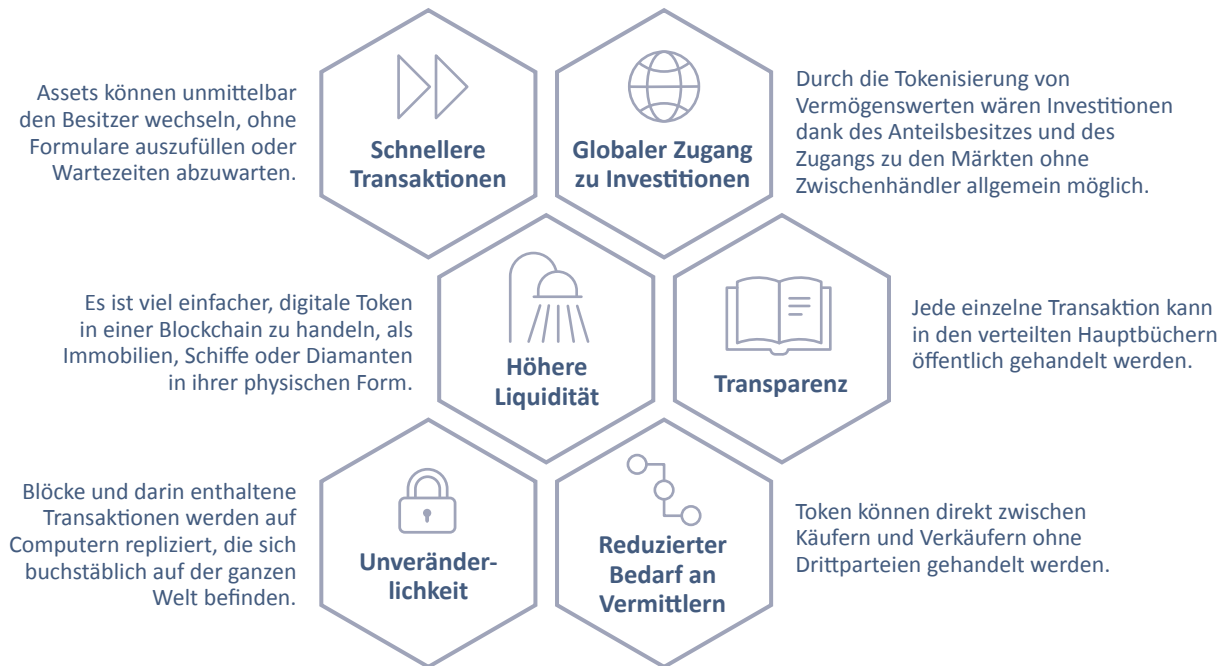 Assets können unmittelbar
den Besitzer wechseln, ohne
Formulare auszufüllen oder
Wartezeiten abzuwarten.
Schnellere
Transaktionen
Globaler Zugang
zu Investitionen
Durch die Tokenisierung von
Vermögenswerten wären Investitionen
dank des Anteilsbesitzes und des
Zugangs zu den Märkten ohne
Zwischenhändler allgemein möglich.
Es ist viel einfacher, digitale Token
in einer Blockchain zu handeln, als
Immobilien, Schiffe oder Diamanten
in ihrer physischen Form.
Höhere
Liquidität
Transparenz
Jede einzelne Transaktion kann
in den verteilten Hauptbüchern
öffentlich gehandelt werden.
Blöcke und darin enthaltene
Transaktionen werden auf
Computern repliziert, die sich
buchstäblich auf der ganzen
Welt befinden.
Unveränder-
lichkeit
Reduzierter
Bedarf an
Vermittlern
Token können direkt zwischen
Käufern und Verkäufern ohne
Drittparteien gehandelt werden.